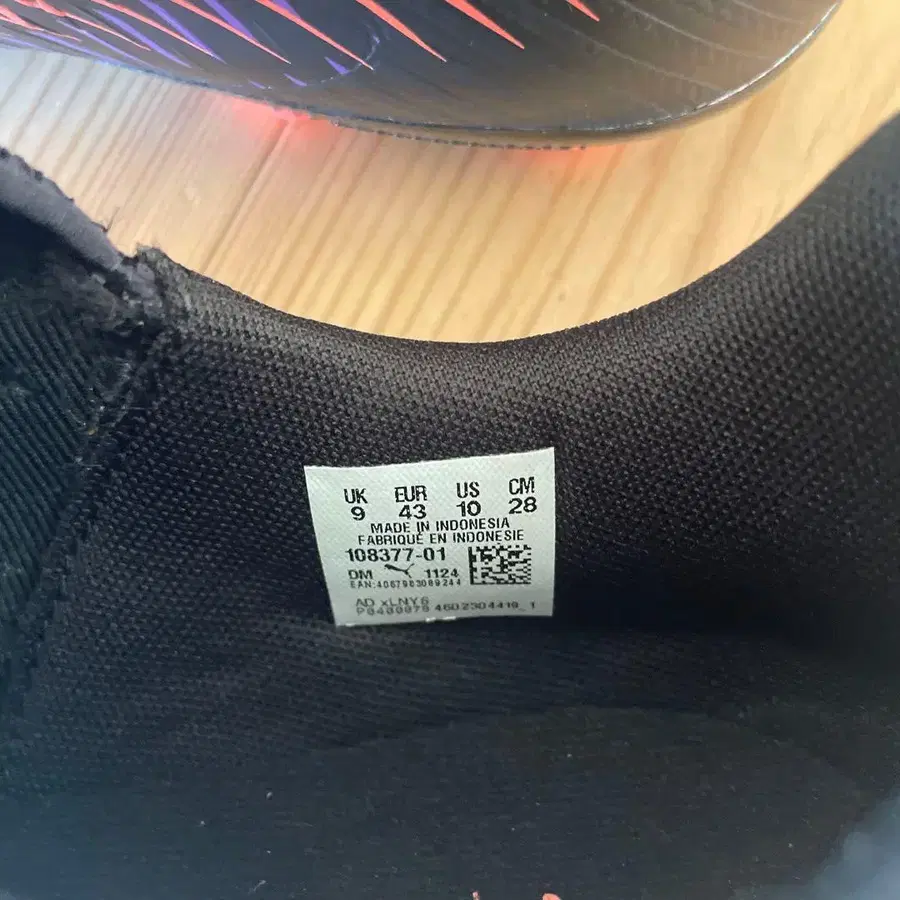 UK EUR US CM
9 43 10 28
MADE IN INDONESIA
FABRIQUÉ EN INDONESIE
108377-01
DM 1124
EAN:4067983089244
AD xLNY6
4602304419_1